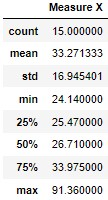 Measure X
count 15.000000
mean 33.271333
std 16.945401
min 24.140000
25% 25.470000
50% 26.710000
75% 33.975000
max 91.360000